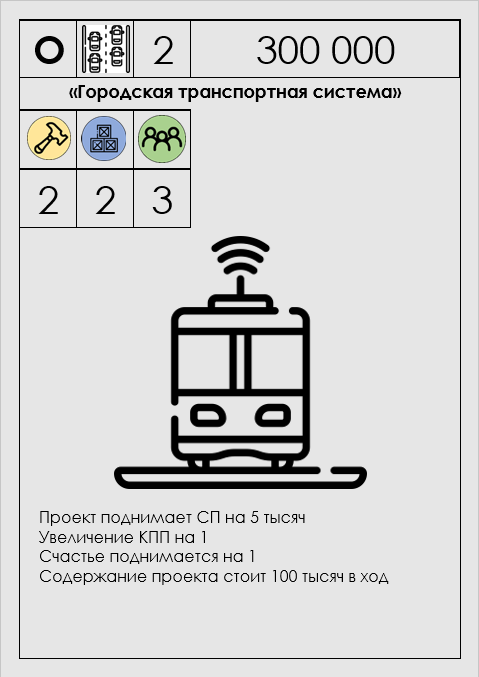 2 300 000
«Городская транспортная система»
2 2 3
Проект поднимает СП на 5 тысяч
Увеличение КПП на 1
Счастье поднимается на 1
Содержание проекта стоит 100 тысяч в ход